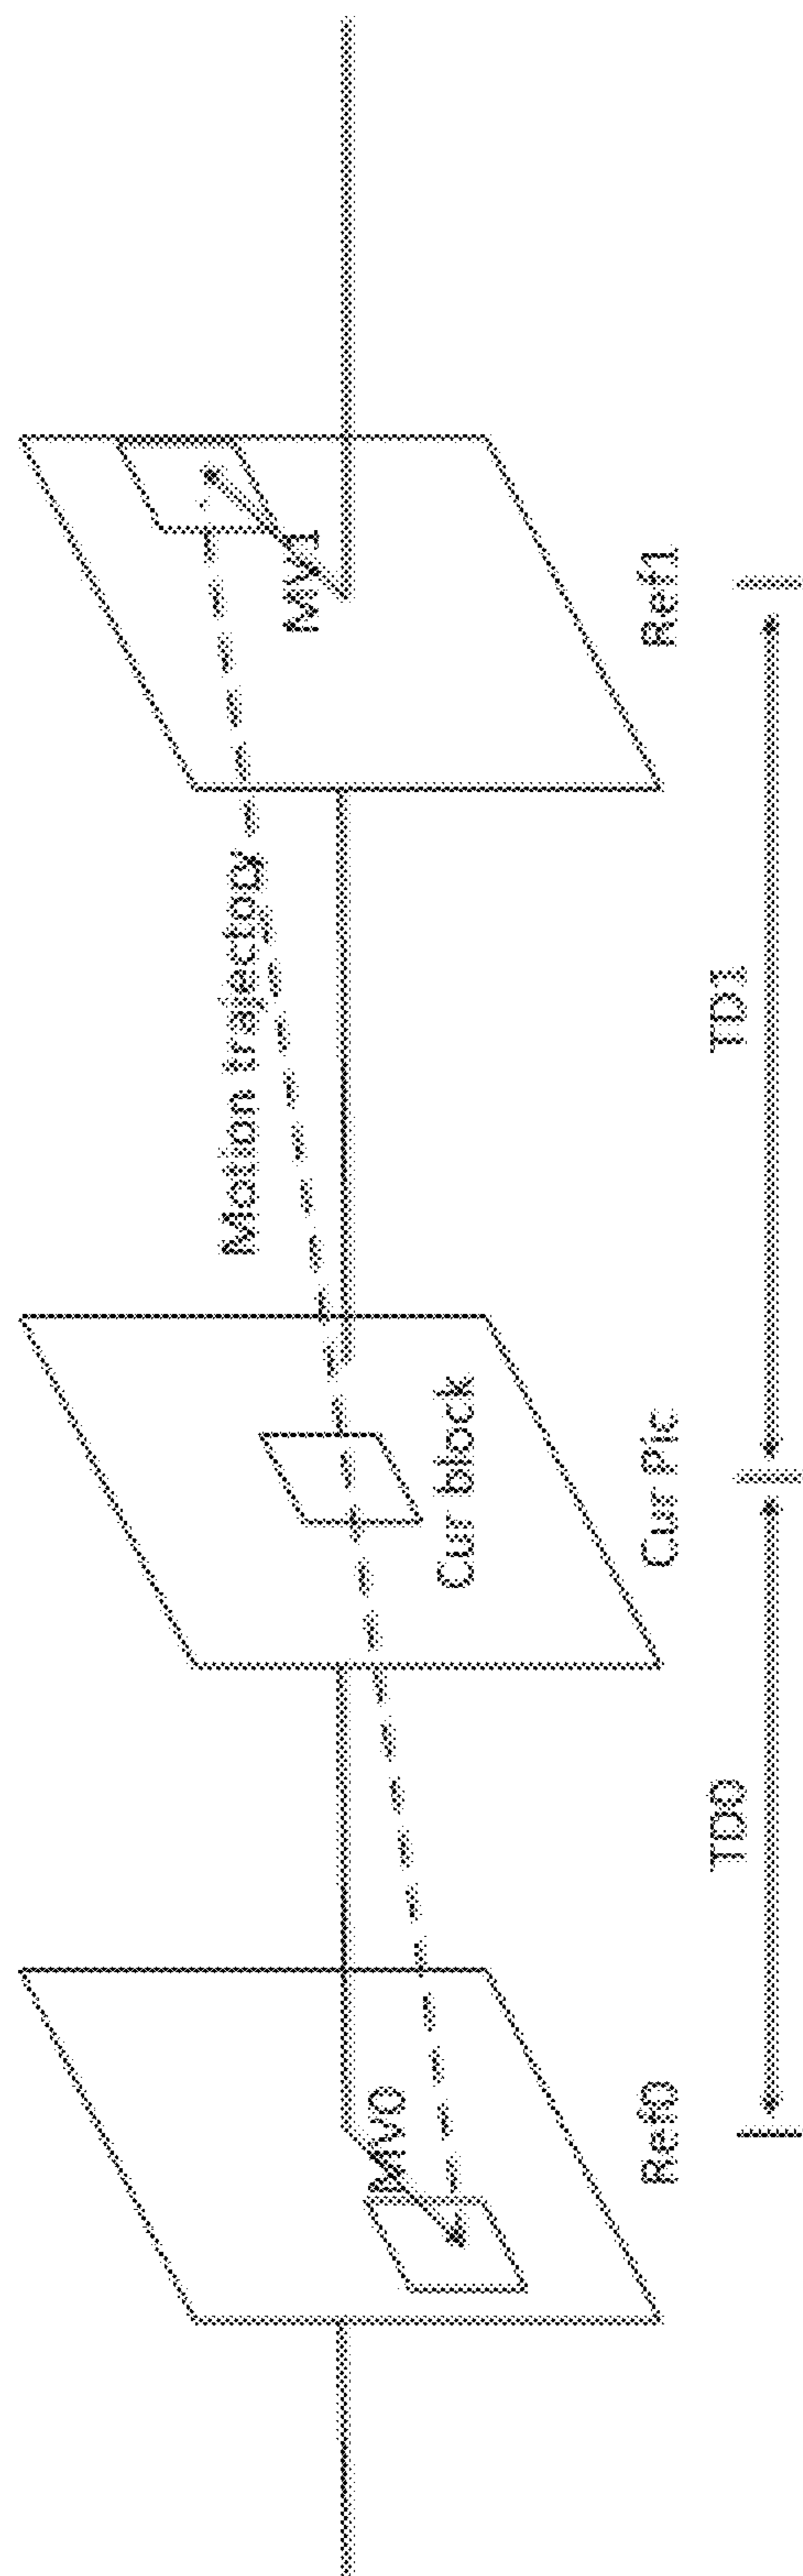 Motion trajectory
MV1
MV0
Cur block
Ref0
Cur Pic
Ref1
TD0
TD1